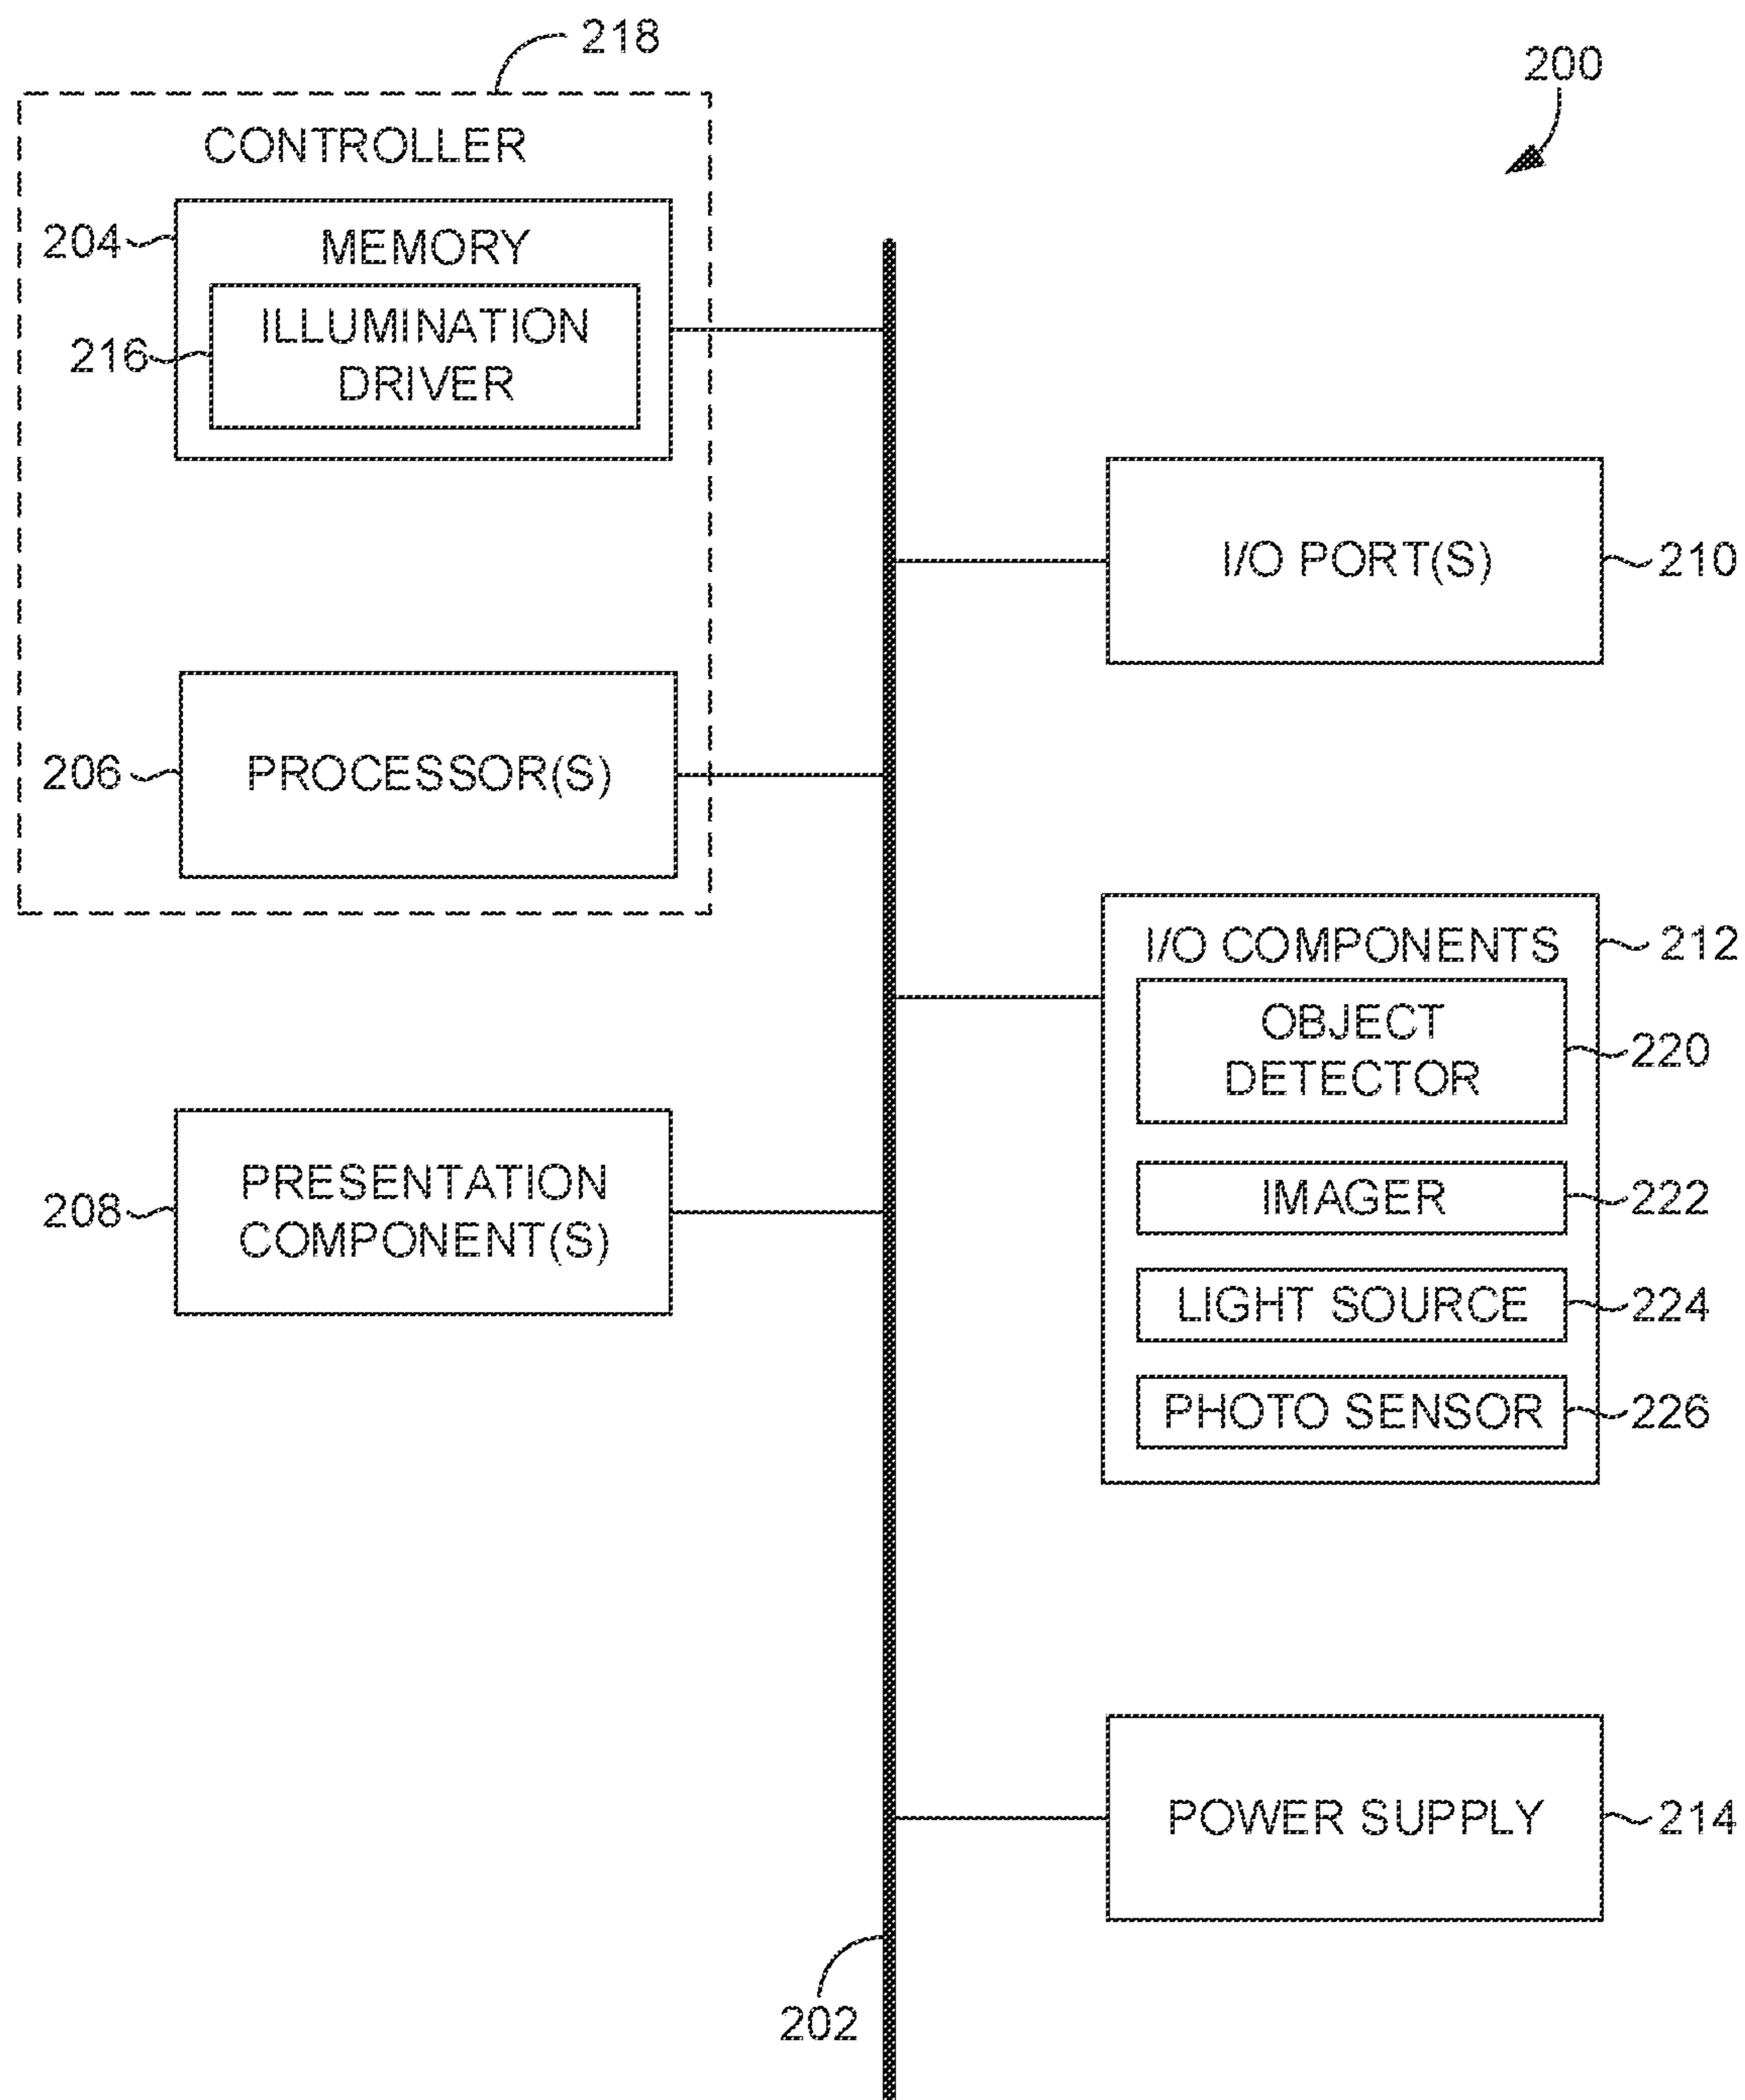 218
200
CONTROLLER
204
MEMORY
216
ILLUMINATION
DRIVER
I/O PORT(S)
210
206
PROCESSOR(S)
I/O COMPONENTS
212
OBJECT
DETECTOR
220
208
PRESENTATION
COMPONENT(S)
IMAGER
222
LIGHT SOURCE
224
PHOTO SENSOR
226
POWER SUPPLY
214
202